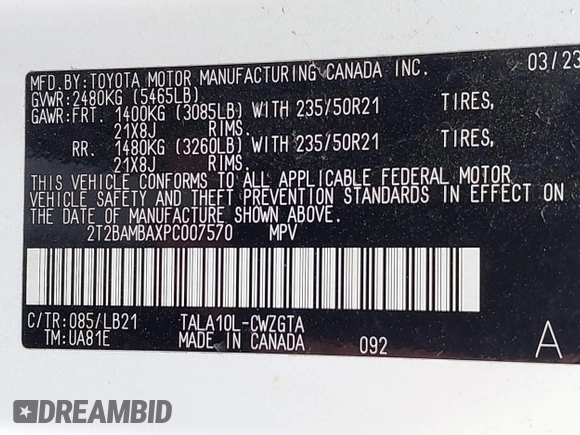 MFD.BY:TOYOTA MOTOR MANUFACTURING CANADA INC. 03/23
GVWR:2480KG (5465LB)
GAWR:FRT. 1400KG (3085LB) WITH 235/50R21 TIRES,
21X8J RIMS.
RR. 1480KG (3260LB) WITH 235/50R21 TIRES,
21X8J RIMS.
THIS VEHICLE CONFORMS TO ALL APPLICABLE FEDERAL MOTOR
VEHICLE SAFETY AND THEFT PREVENTION STANDARDS IN EFFECT ON
THE DATE OF MANUFACTURE SHOWN ABOVE.
2T2BAMBAXPC007570 MPV
C/TR:085/LB21 TALA10L-CWZGTA
TM:UA81E MADE IN CANADA 092 A
DREAMBID